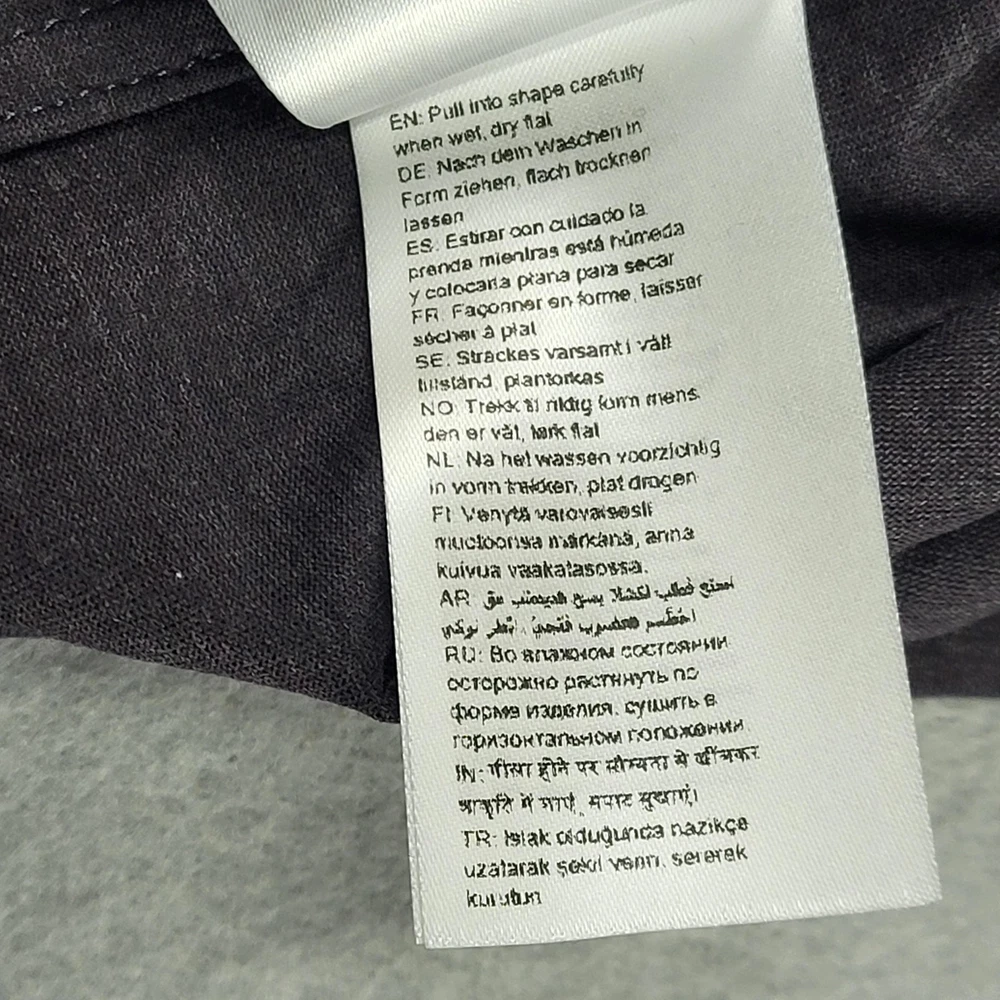 EN: Pull into shape carefully
when wet, dry flat
DE: Nach dem Waschen in
Form ziehen, flach trocknen
lassen
ES: Estirar con cuidado la
prenda mientras está húmeda
y colocarla plana para secar
FR: Façonner en forme, laisser
sécher à plat
SE: Sträckes varsamt i vått
tillstånd, plantorkas
NO: Trekk til riktig form mens
den er våt, tørk flat
NL: Na het wassen voorzichtig
in vorm trekken, plat drogen
FI: Venytä varovaisesti
muotoonsa märkänä, anna
kuivua vaakatasossa.
AR:
RU: Во влажном состоянии
осторожно растянуть по
форме изделия, сушить в
горизонтальном положении
IN: गीला होने पर सौम्यता से खींचकर
आकृति में लाएं, सपाट सुखाएं।
TR: Islak olduğunda nazikçe
uzatarak şekil verin, sererek
kurutun